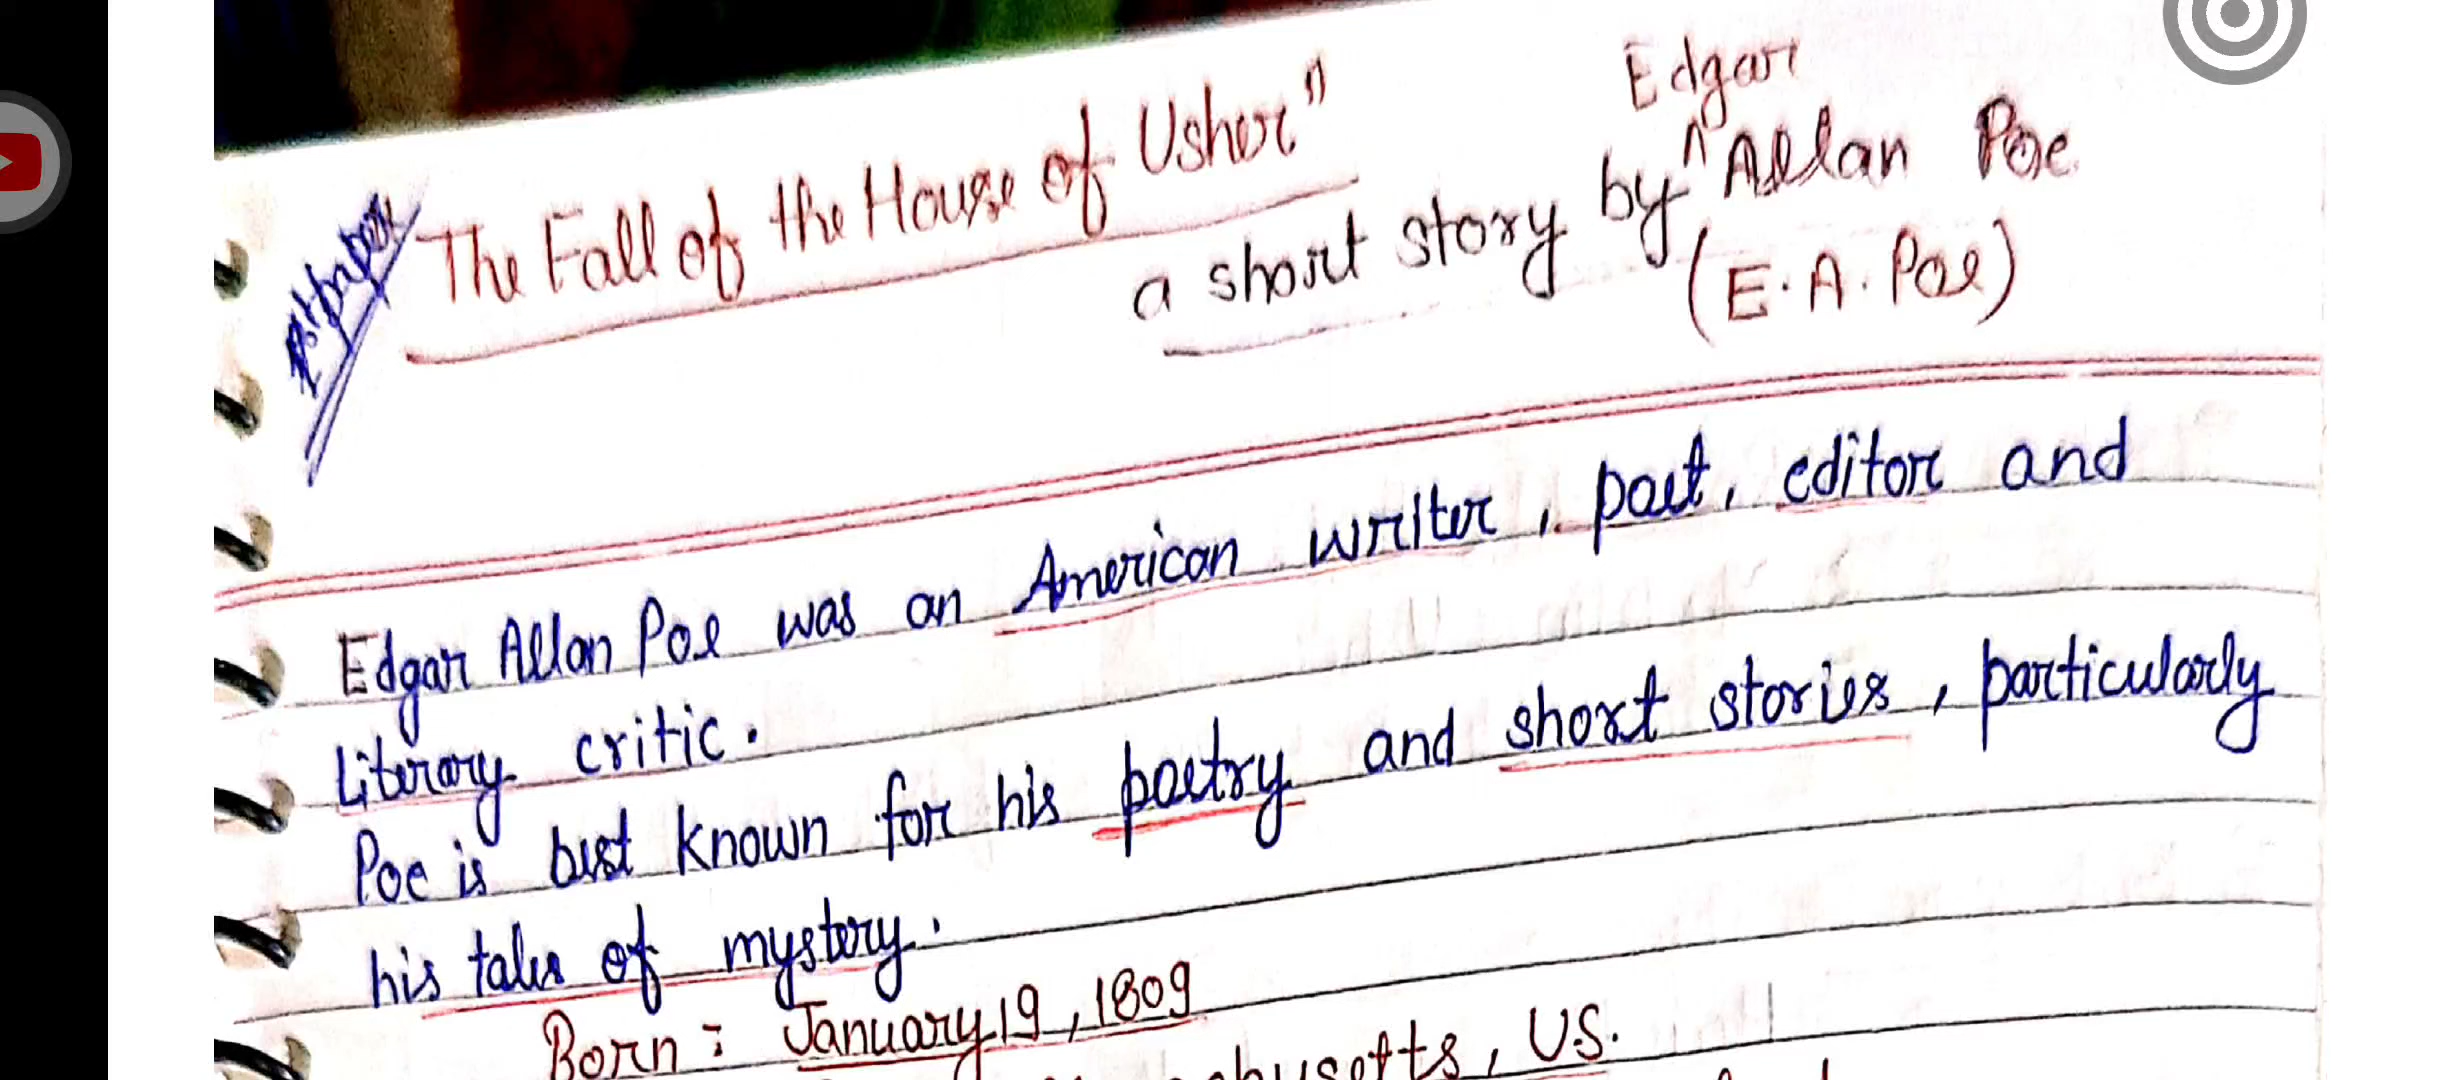 The Fall of the House of Usher"
a short story by Edgar Allan Poe
(E. A. Poe)
1st paper
Edgar Allan Poe was an American writer, poet, editor and
Literary critic.
Poe is best known for his poetry and short stories, particularly
his tales of mystery.
Born : January 19, 1809
U.S.